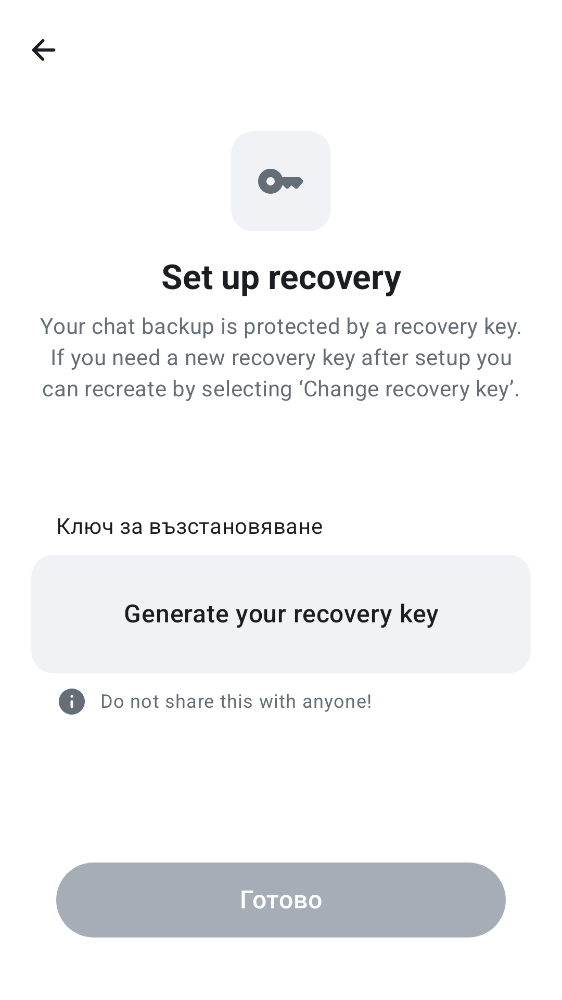 Set up recovery
Your chat backup is protected by a recovery key.
If you need a new recovery key after setup you
can recreate by selecting ‘Change recovery key’.
Ключ за възстановяване
Generate your recovery key
Do not share this with anyone!
Готово